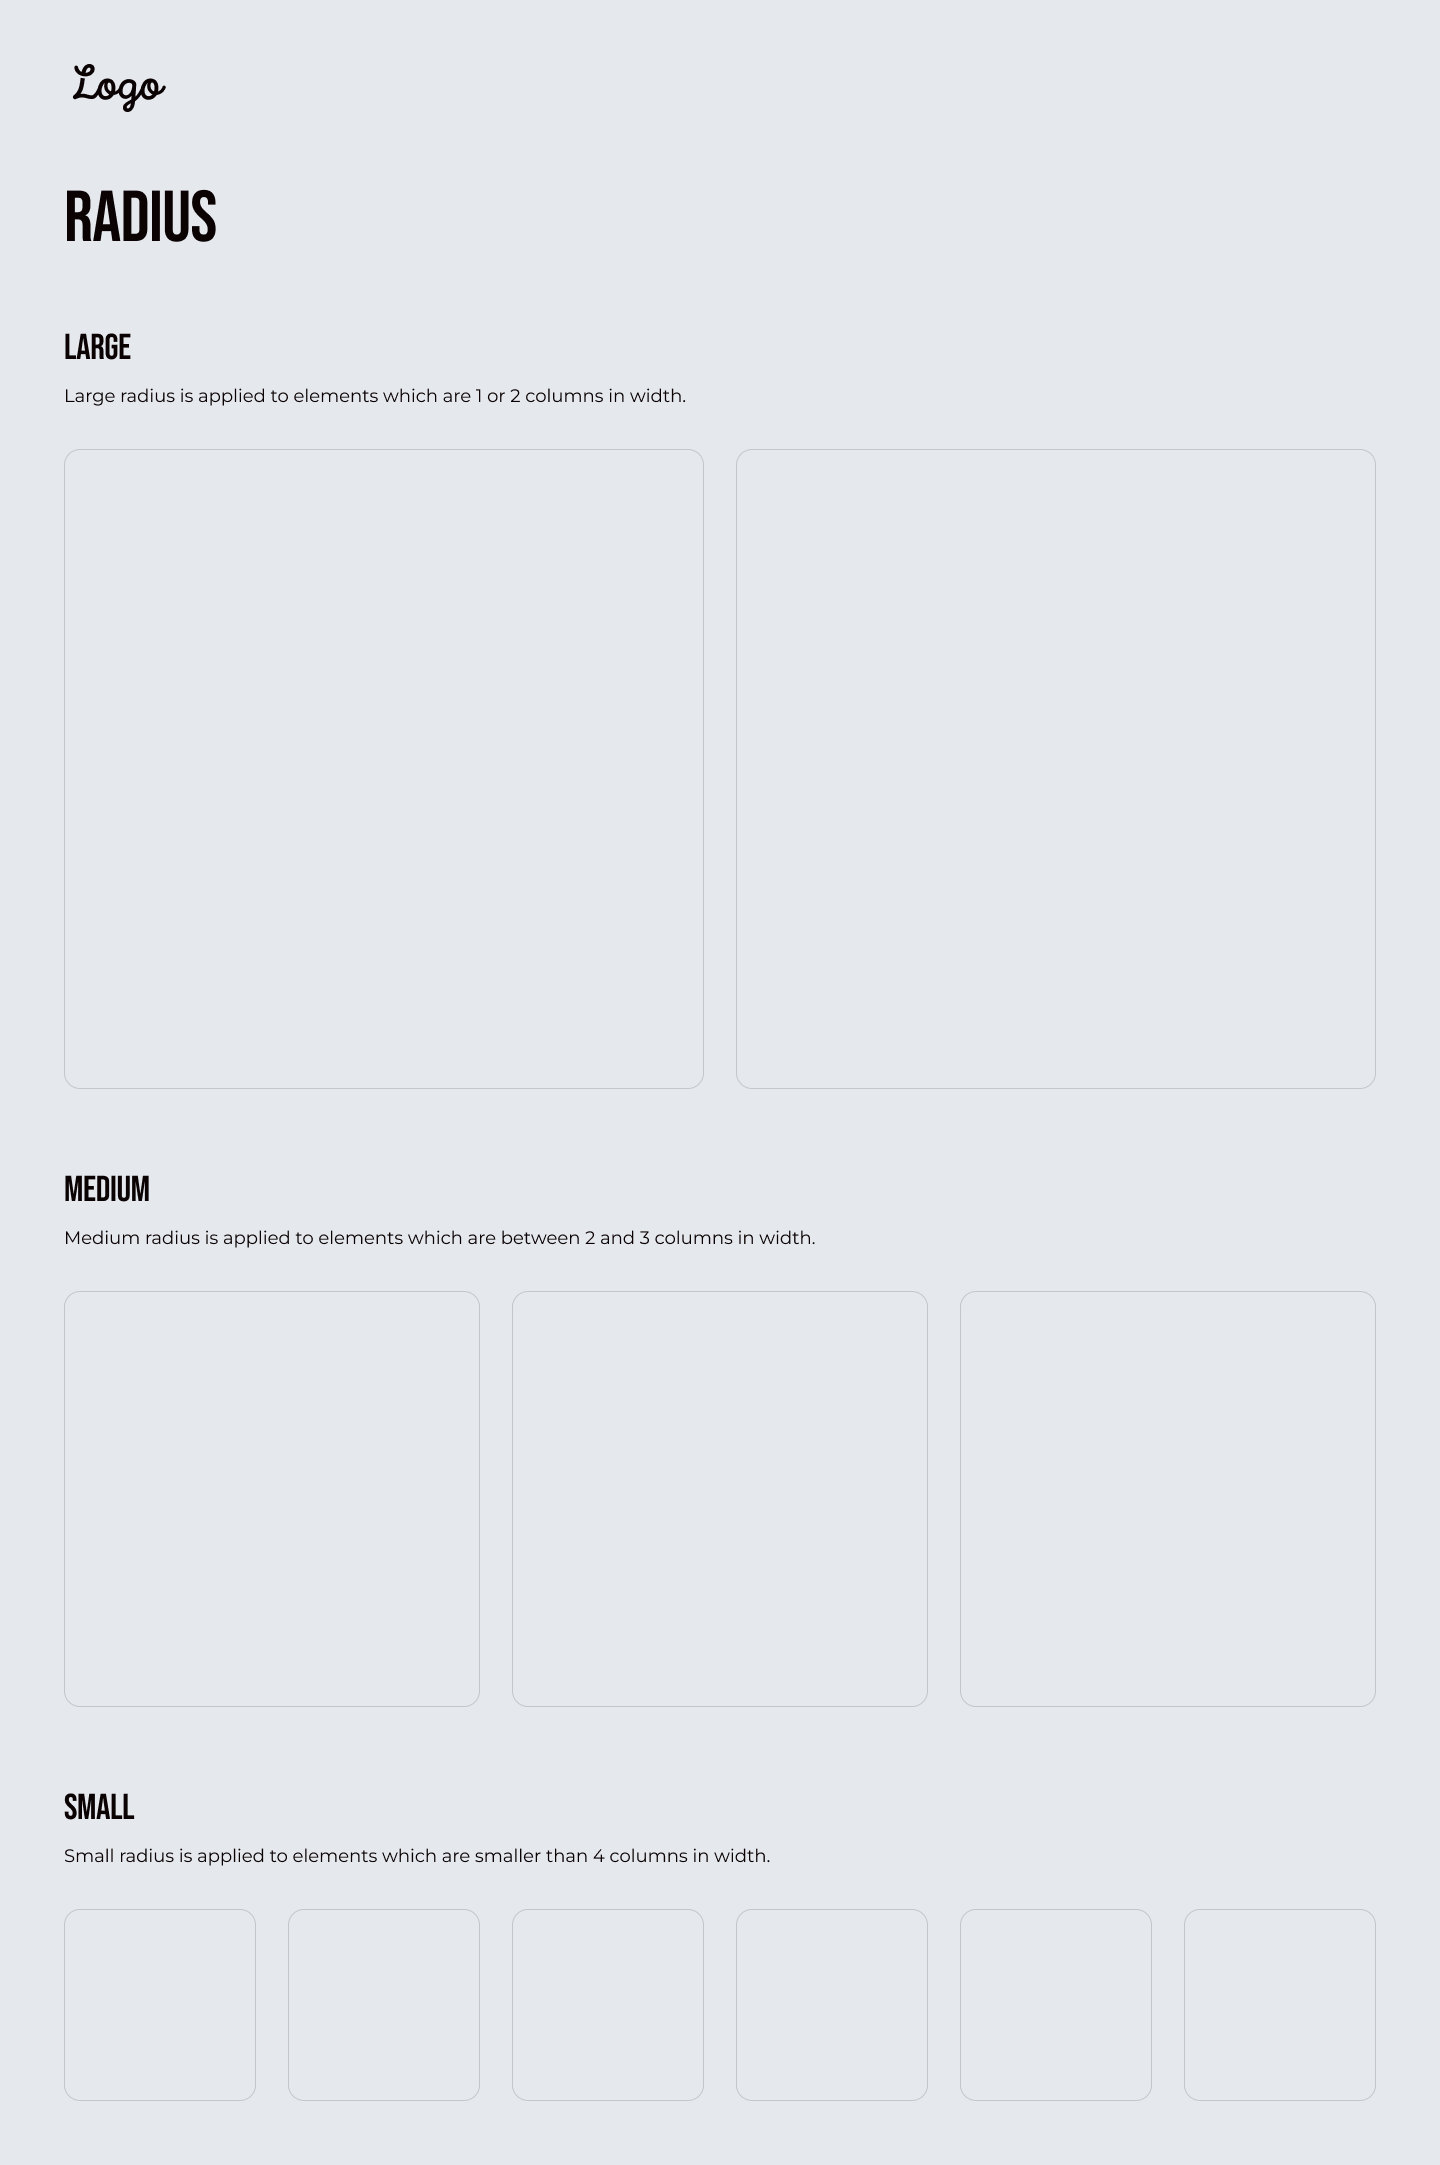 Logo
RADIUS
LARGE
Large radius is applied to elements which are 1 or 2 columns in width.
MEDIUM
Medium radius is applied to elements which are between 2 and 3 columns in width.
SMALL
Small radius is applied to elements which are smaller than 4 columns in width.